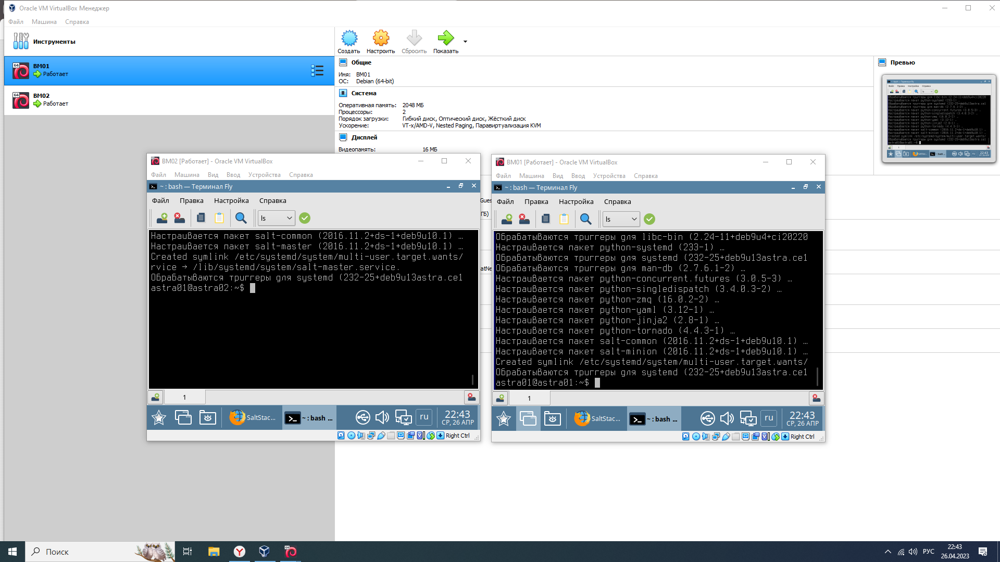 Oracle VM VirtualBox Менеджер
Файл Машина Справка
Инструменты
Создать Настроить Сбросить Показать
64
ВМ01
Работает
64
ВМ02
Работает
Общие
Имя: ВМ01
ОС: Debian (64-bit)
Система
Оперативная память: 2048 МБ
Процессоры: 2
Порядок загрузки: Гибкий диск, Оптический диск, Жёсткий диск
Ускорение: VT-x/AMD-V, Nested Paging, Паравиртуализация KVM
Дисплей
Видеопамять: 16 МБ
Превью
ВМ02 [Работает] - Oracle VM VirtualBox
Файл Машина Вид Ввод Устройства Справка
~ : bash — Терминал Fly
Файл Правка Настройка Справка
ls
Настраивается пакет salt-common (2016.11.2+ds-1+deb9u10.1) …
Настраивается пакет salt-master (2016.11.2+ds-1+deb9u10.1) …
Created symlink /etc/systemd/system/multi-user.target.wants/
rvice → /lib/systemd/system/salt-master.service.
Обрабатываются триггеры для systemd (232-25+deb9u13astra.ce1
astra01@astra02:~$
1
SaltStac...
~ : bash ...
ru
22:43
СР, 26 АПР
Right Ctrl
Gues
ГБ)
atNe
ВМ01 [Работает] - Oracle VM VirtualBox
Файл Машина Вид Ввод Устройства Справка
~ : bash — Терминал Fly
Файл Правка Настройка Справка
ls
Обрабатываются триггеры для libc-bin (2.24-11+deb9u4+ci20220
Настраивается пакет python-systemd (233-1) …
Обрабатываются триггеры для systemd (232-25+deb9u13astra.ce1
Обрабатываются триггеры для man-db (2.7.6.1-2) …
Настраивается пакет python-concurrent.futures (3.0.5-3) …
Настраивается пакет python-singledispatch (3.4.0.3-2) …
Настраивается пакет python-zmq (16.0.2-2) …
Настраивается пакет python-yaml (3.12-1) …
Настраивается пакет python-jinja2 (2.8-1) …
Настраивается пакет python-tornado (4.4.3-1) …
Настраивается пакет salt-common (2016.11.2+ds-1+deb9u10.1) …
Настраивается пакет salt-minion (2016.11.2+ds-1+deb9u10.1) …
Created symlink /etc/systemd/system/multi-user.target.wants/
Обрабатываются триггеры для systemd (232-25+deb9u13astra.ce1
astra01@astra01:~$
1
SaltStac...
~ : bash ...
ru
22:43
СР, 26 АПР
Right Ctrl
Поиск
РУС
22:43
26.04.2023